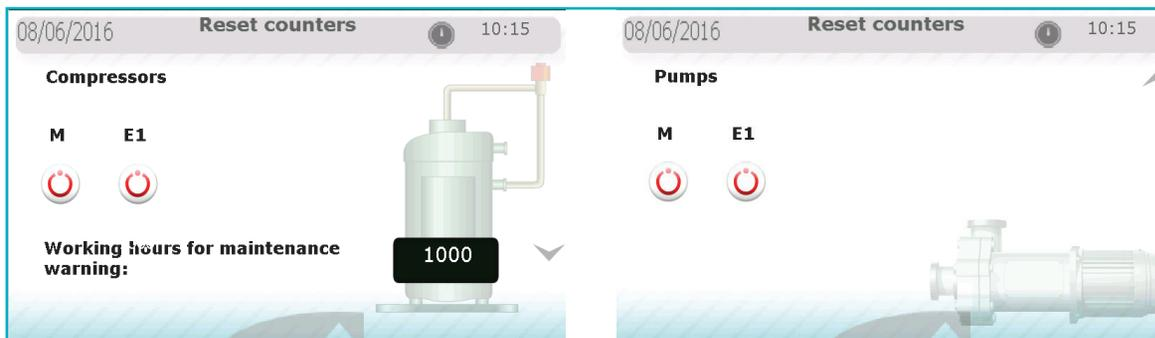 08/06/2016 Reset counters 10:15
Compressors
M E1
Working hours for maintenance
warning:
1000
08/06/2016 Reset counters 10:15
Pumps
M E1